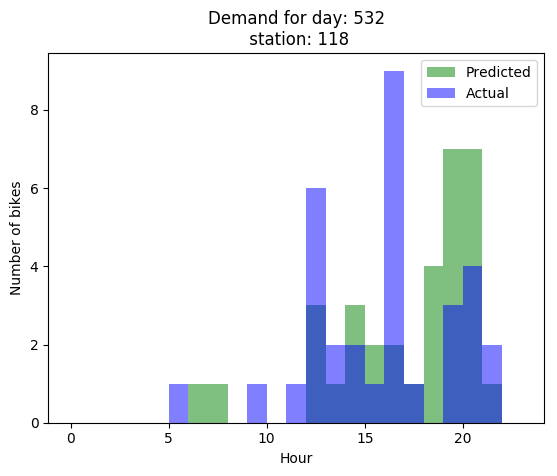 Demand for day: 532
station: 118
Predicted
Actual
Number of bikes
8
6
4
2
0
0 5 10 15 20
Hour